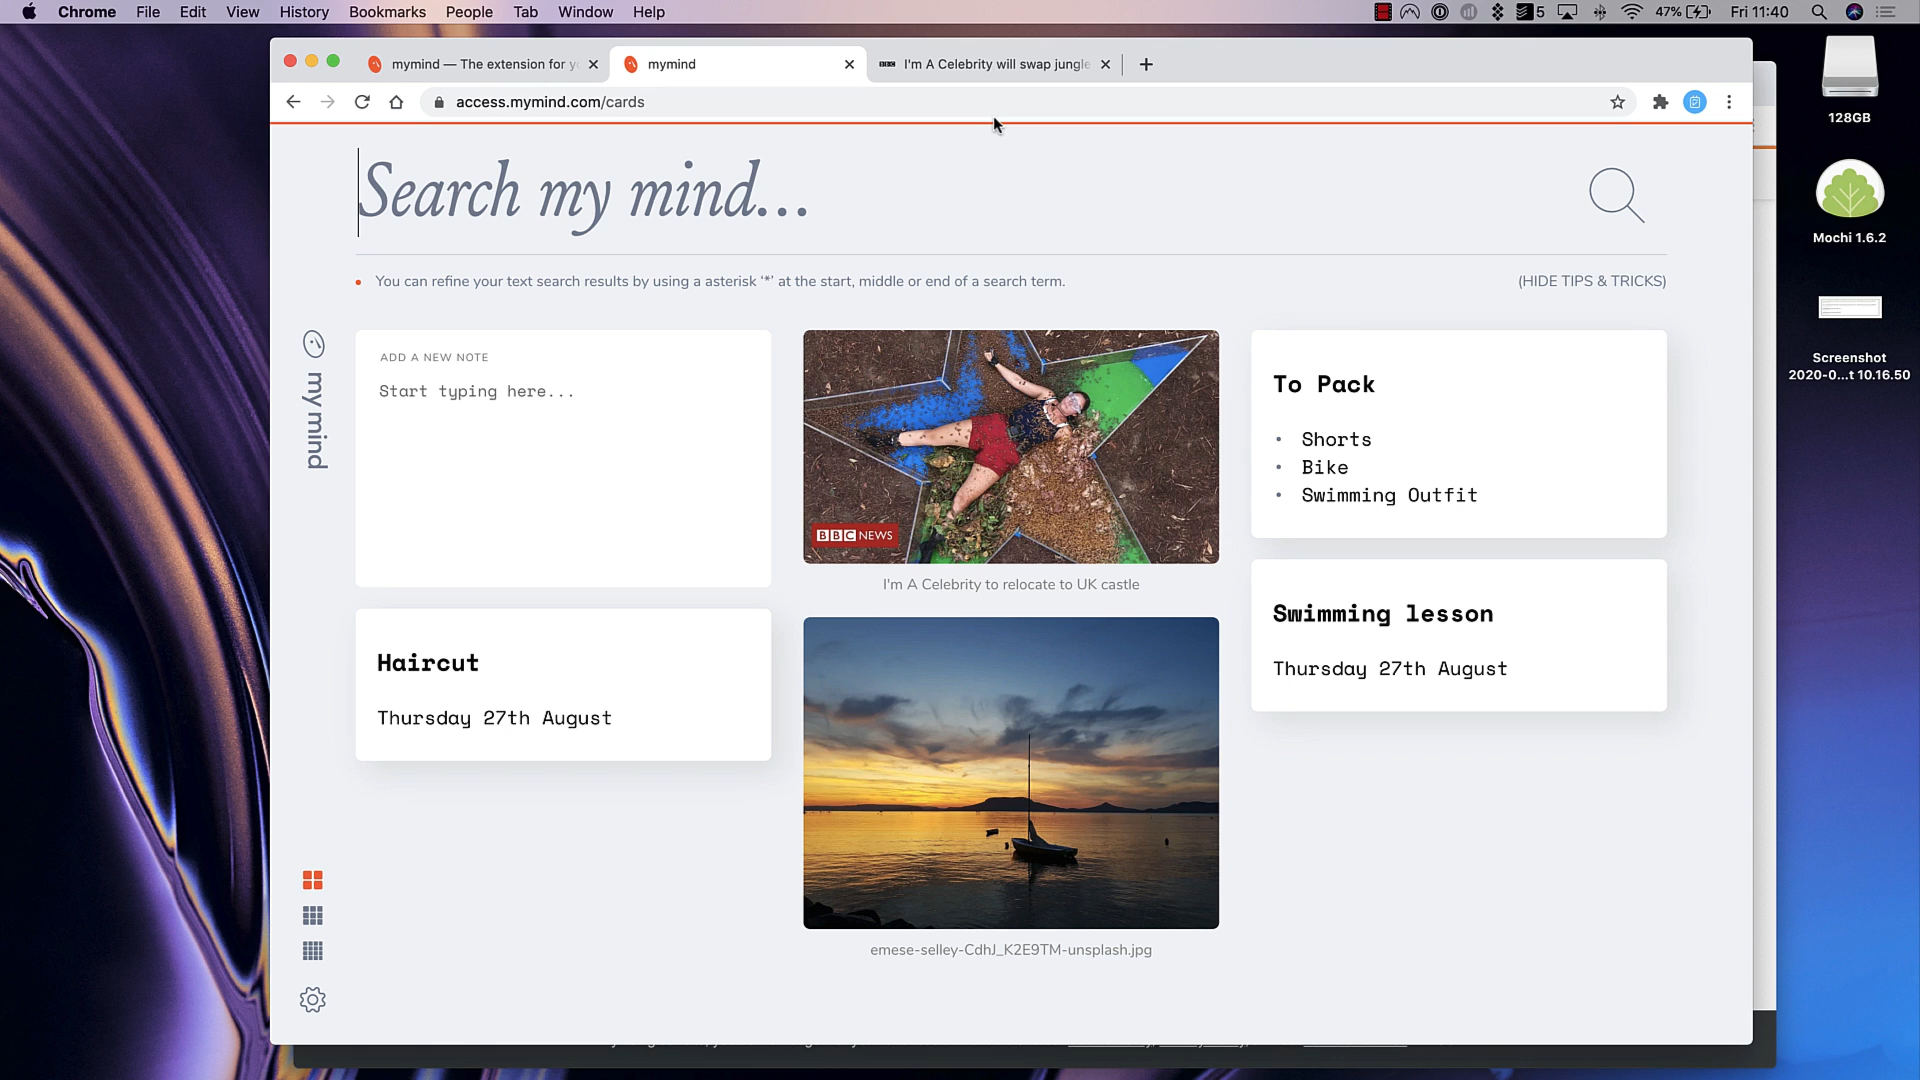 Chrome File Edit View History Bookmarks People Tab Window Help
5 47% Fri 11:40
mymind — The extension for
mymind
BBC I'm A Celebrity will swap jungle
access.mymind.com/cards
128GB
Mochi 1.6.2
Screenshot
2020-0...t 10.16.50
Search my mind...
You can refine your text search results by using a asterisk ‘*’ at the start, middle or end of a search term.
(HIDE TIPS & TRICKS)
my mind
ADD A NEW NOTE
Start typing here...
Haircut
Thursday 27th August
BBC NEWS
I'm A Celebrity to relocate to UK castle
emese-selley-CdhJ_K2E9TM-unsplash.jpg
To Pack
• Shorts
• Bike
• Swimming Outfit
Swimming lesson
Thursday 27th August